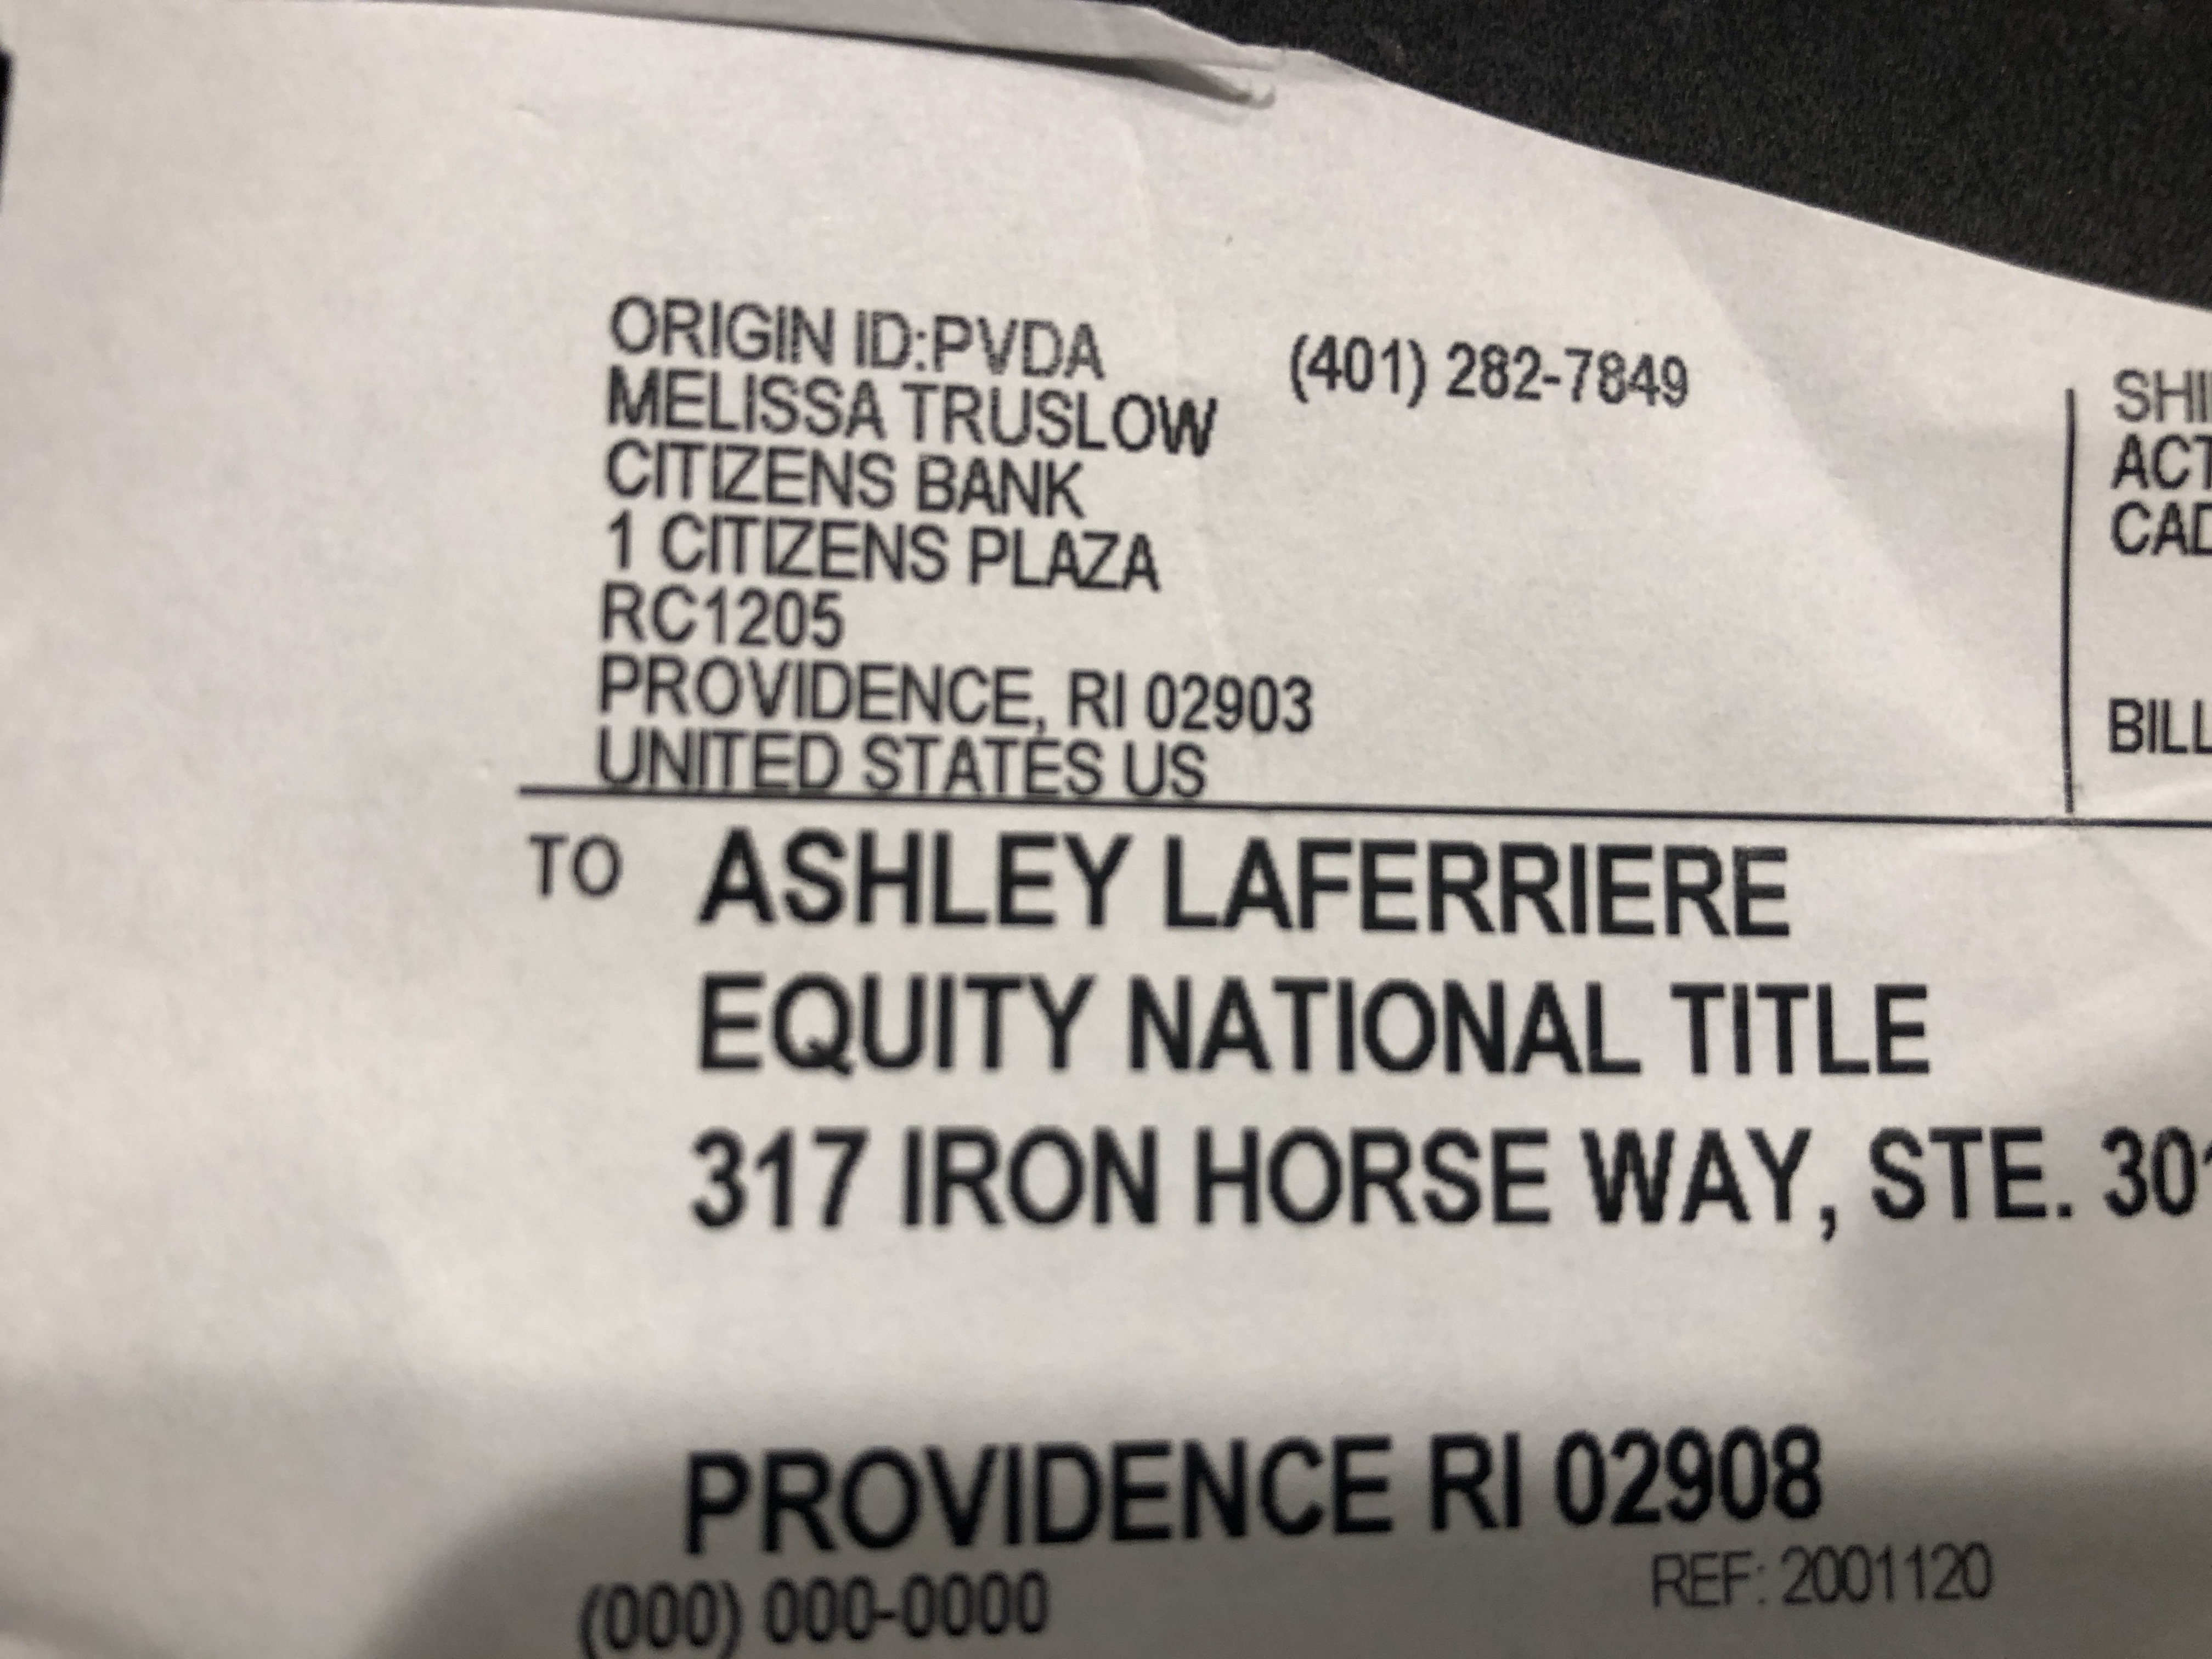 ORIGIN ID:PVDA (401) 282-7849
MELISSA TRUSLOW
CITIZENS BANK
1 CITIZENS PLAZA
RC1205
PROVIDENCE, RI 02903
UNITED STATES US
SHI
ACT
CAD
BILL
TO ASHLEY LAFERRIERE
EQUITY NATIONAL TITLE
317 IRON HORSE WAY, STE. 301
PROVIDENCE RI 02908
(000) 000-0000 REF: 2001120